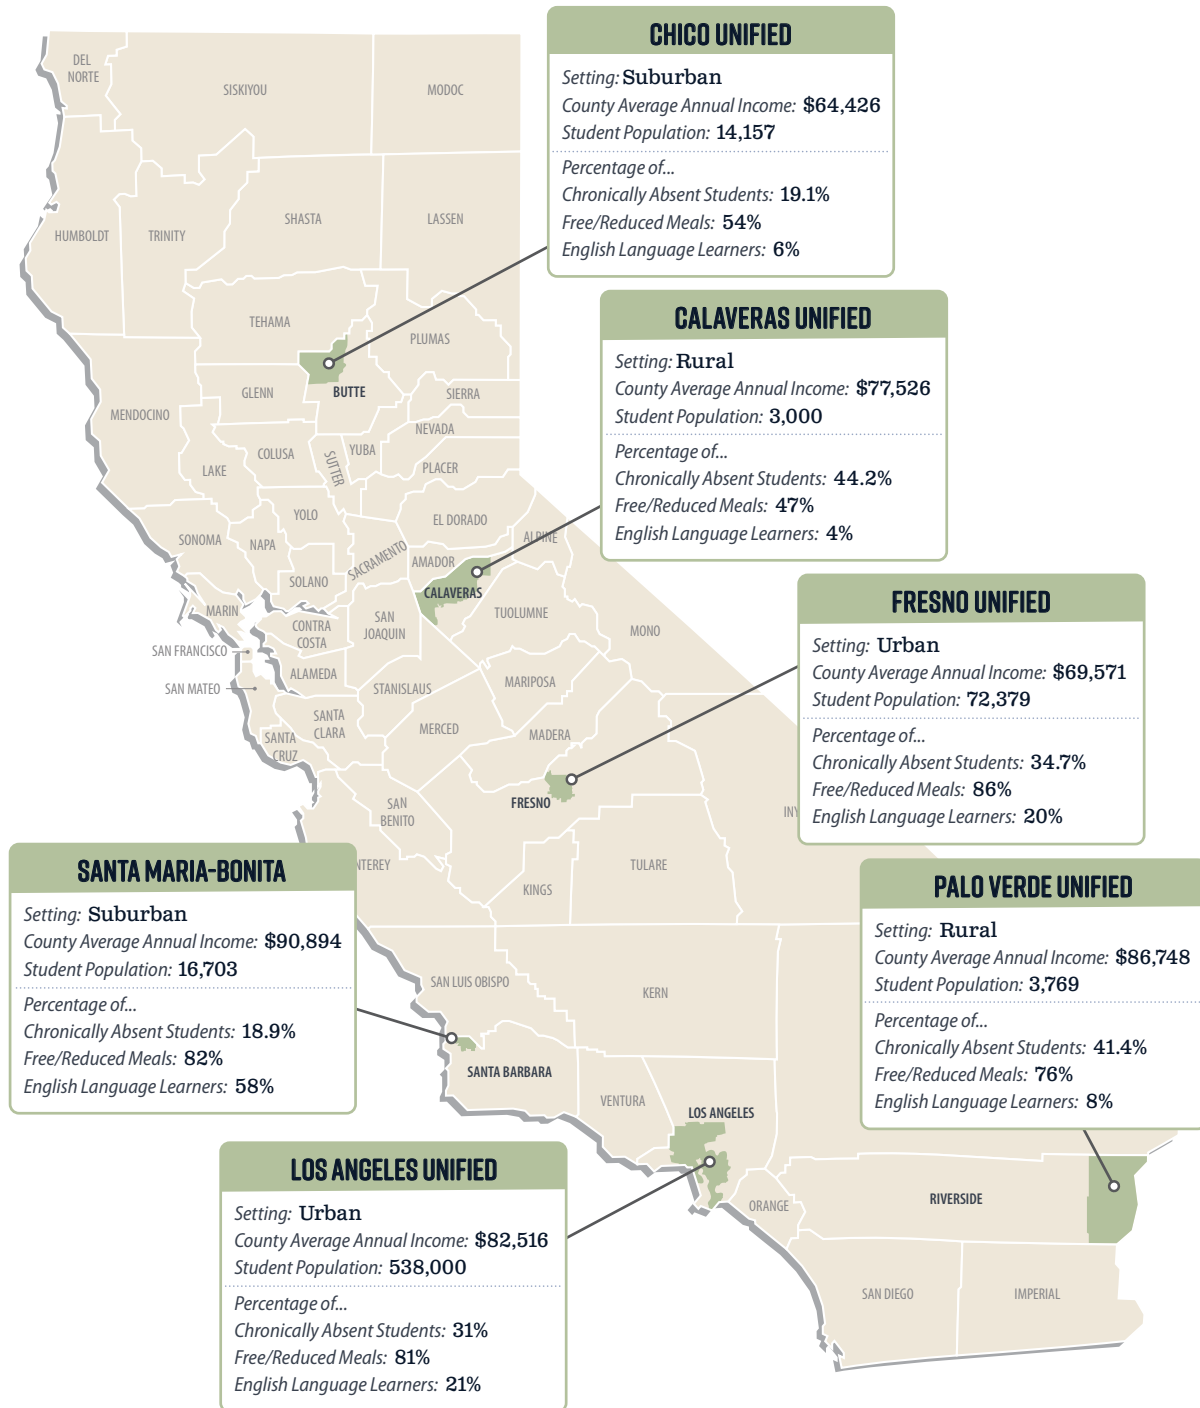 CHICO UNIFIED
Setting: Suburban
County Average Annual Income: $64,426
Student Population: 14,157
Percentage of...
Chronically Absent Students: 19.1%
Free/Reduced Meals: 54%
English Language Learners: 6%
CALAVERAS UNIFIED
Setting: Rural
County Average Annual Income: $77,526
Student Population: 3,000
Percentage of...
Chronically Absent Students: 44.2%
Free/Reduced Meals: 47%
English Language Learners: 4%
FRESNO UNIFIED
Setting: Urban
County Average Annual Income: $69,571
Student Population: 72,379
Percentage of...
Chronically Absent Students: 34.7%
Free/Reduced Meals: 86%
English Language Learners: 20%
SANTA MARIA-BONITA
Setting: Suburban
County Average Annual Income: $90,894
Student Population: 16,703
Percentage of...
Chronically Absent Students: 18.9%
Free/Reduced Meals: 82%
English Language Learners: 58%
PALO VERDE UNIFIED
Setting: Rural
County Average Annual Income: $86,748
Student Population: 3,769
Percentage of...
Chronically Absent Students: 41.4%
Free/Reduced Meals: 76%
English Language Learners: 8%
LOS ANGELES UNIFIED
Setting: Urban
County Average Annual Income: $82,516
Student Population: 538,000
Percentage of...
Chronically Absent Students: 31%
Free/Reduced Meals: 81%
English Language Learners: 21%
DEL
NORTE
SISKIYOU
MODOC
HUMBOLDT
TRINITY
SHASTA
LASSEN
TEHAMA
PLUMAS
GLENN
BUTTE
SIERRA
MENDOCINO
NEVADA
COLUSA
SUTTER
YUBA
PLACER
LAKE
YOLO
EL DORADO
SONOMA
NAPA
SACRAMENTO
ALPINE
AMADOR
SOLANO
CALAVERAS
MARIN
CONTRA
COSTA
SAN
JOAQUIN
TUOLUMNE
MONO
SAN FRANCISCO
ALAMEDA
SAN MATEO
STANISLAUS
MARIPOSA
SANTA
CLARA
MERCED
MADERA
SANTA
CRUZ
FRESNO
SAN
BENITO
INY
NTEREY
TULARE
KINGS
SAN LUIS OBISPO
KERN
SANTA BARBARA
VENTURA
LOS ANGELES
ORANGE
RIVERSIDE
SAN DIEGO
IMPERIAL